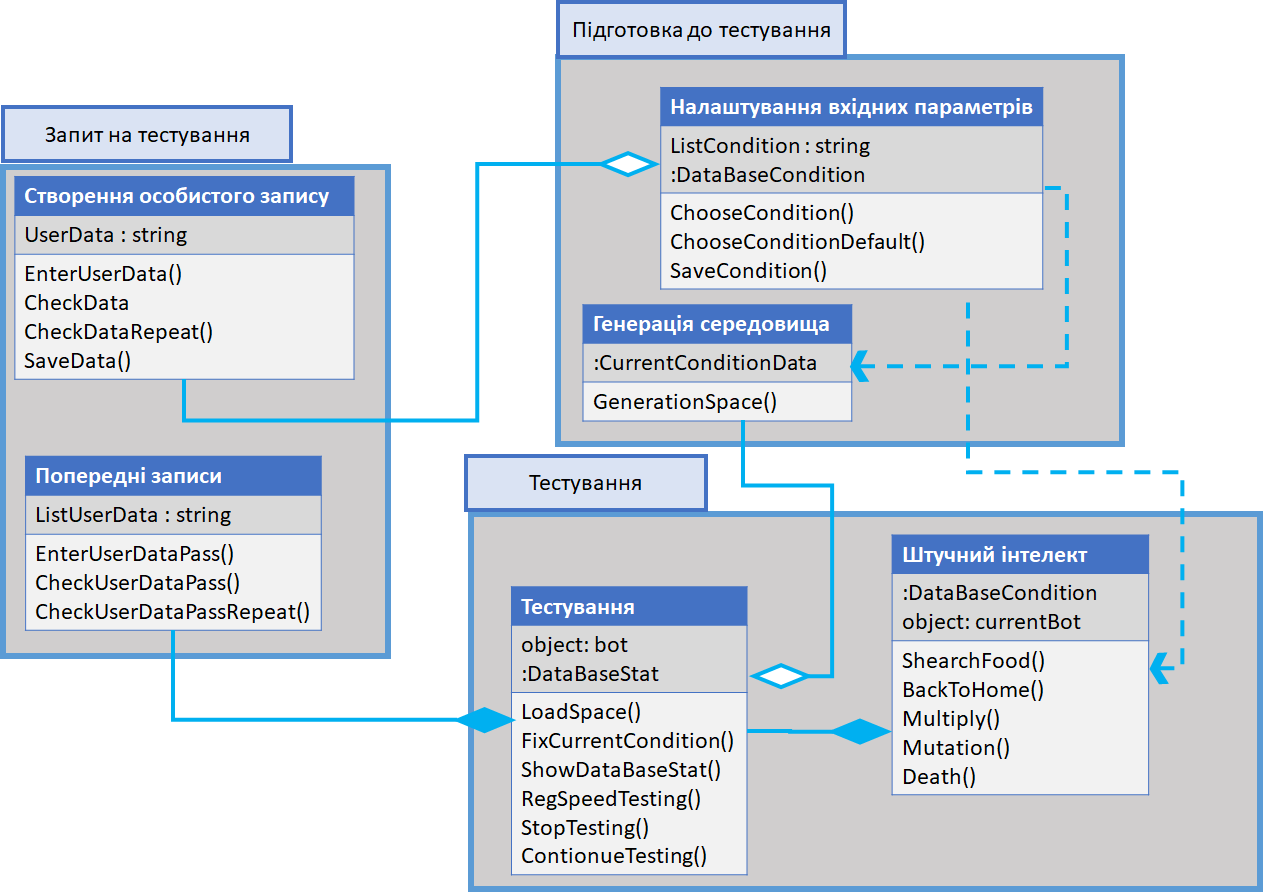 Підготовка до тестування
Налаштування вхідних параметрів
ListCondition : string
:DataBaseCondition
ChooseCondition()
ChooseConditionDefault()
SaveCondition()
Генерація середовища
:CurrentConditionData
GenerationSpace()
Запит на тестування
Створення особистого запису
UserData : string
EnterUserData()
CheckData
CheckDataRepeat()
SaveData()
Попередні записи
ListUserData : string
EnterUserDataPass()
CheckUserDataPass()
CheckUserDataPassRepeat()
Тестування
Тестування
object: bot
:DataBaseStat
LoadSpace()
FixCurrentCondition()
ShowDataBaseStat()
RegSpeedTesting()
StopTesting()
ContionueTesting()
Штучний інтелект
:DataBaseCondition
object: currentBot
ShearchFood()
BackToHome()
Multiply()
Mutation()
Death()